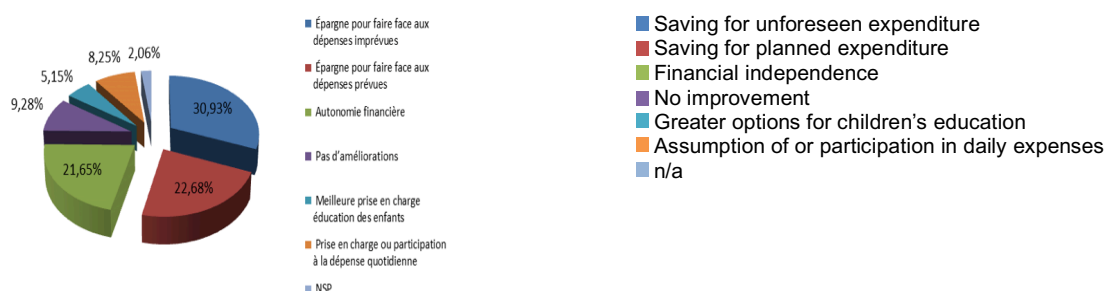 8,25%
2,06%
5,15%
9,28%
30,93%
21,65%
22,68%
Épargne pour faire face aux
dépenses imprévues
Épargne pour faire face aux
dépenses prévues
Autonomie financière
Pas d'améliorations
Meilleure prise en charge
éducation des enfants
Prise en charge ou participation
à la dépense quotidienne
NSP
Saving for unforeseen expenditure
Saving for planned expenditure
Financial independence
No improvement
Greater options for children's education
Assumption of or participation in daily expenses
n/a